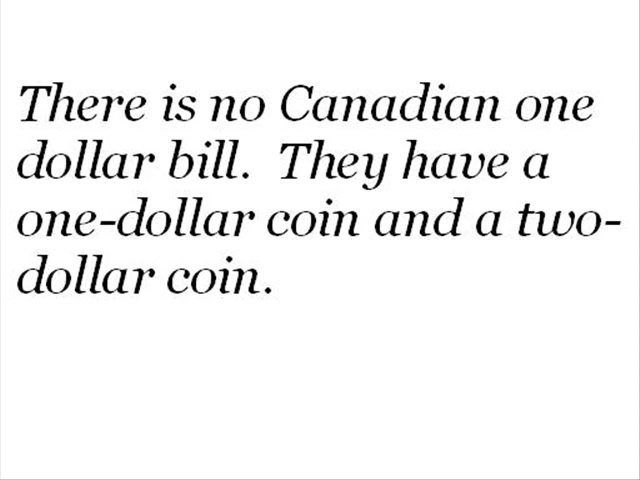 There is no Canadian one
dollar bill.  They have a
one-dollar coin and a two-
dollar coin.